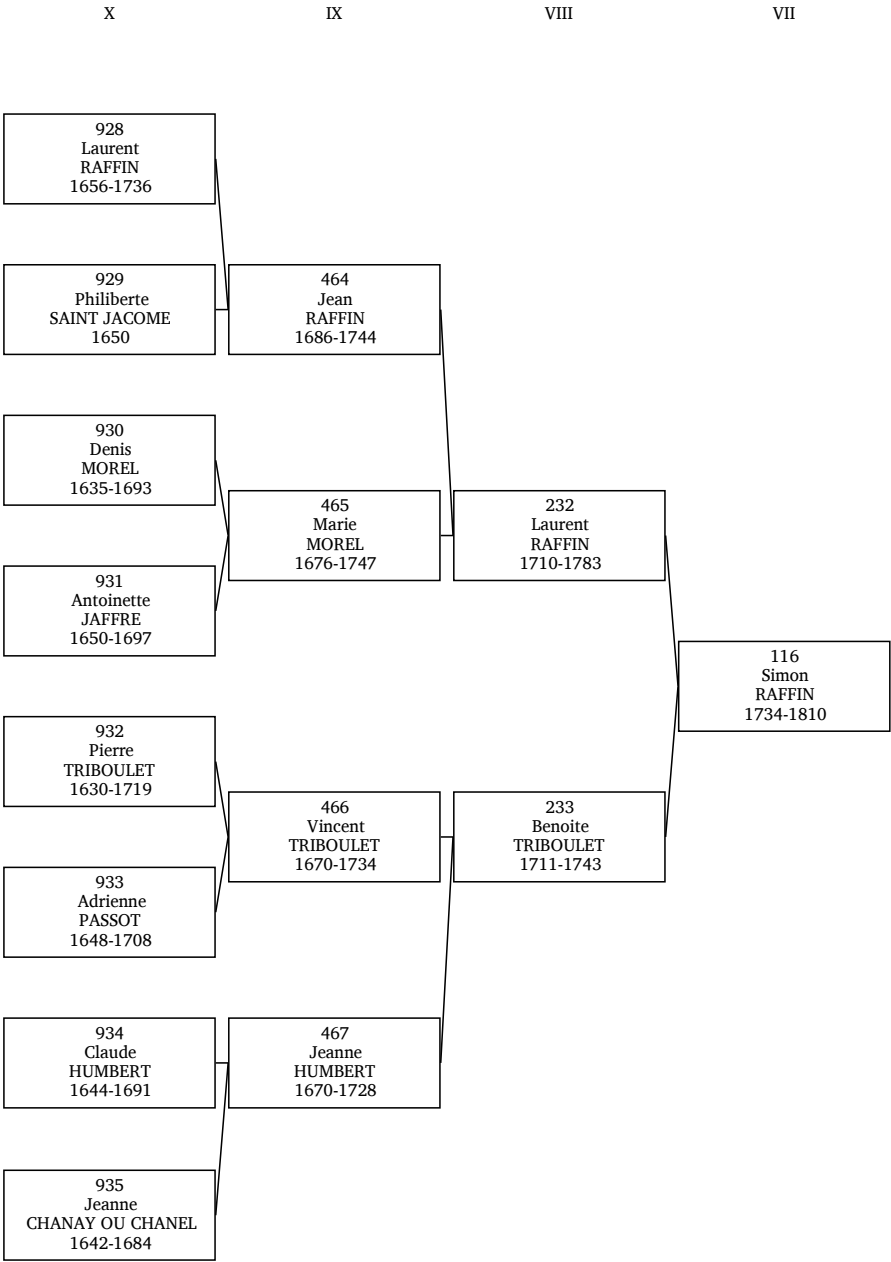 X
IX
VIII
VII
928
Laurent
RAFFIN
1656-1736
929
Philiberte
SAINT JACOME
1650
930
Denis
MOREL
1635-1693
931
Antoinette
JAFFRE
1650-1697
932
Pierre
TRIBOULET
1630-1719
933
Adrienne
PASSOT
1648-1708
934
Claude
HUMBERT
1644-1691
935
Jeanne
CHANAY OU CHANEL
1642-1684
464
Jean
RAFFIN
1686-1744
465
Marie
MOREL
1676-1747
466
Vincent
TRIBOULET
1670-1734
467
Jeanne
HUMBERT
1670-1728
232
Laurent
RAFFIN
1710-1783
233
Benoite
TRIBOULET
1711-1743
116
Simon
RAFFIN
1734-1810